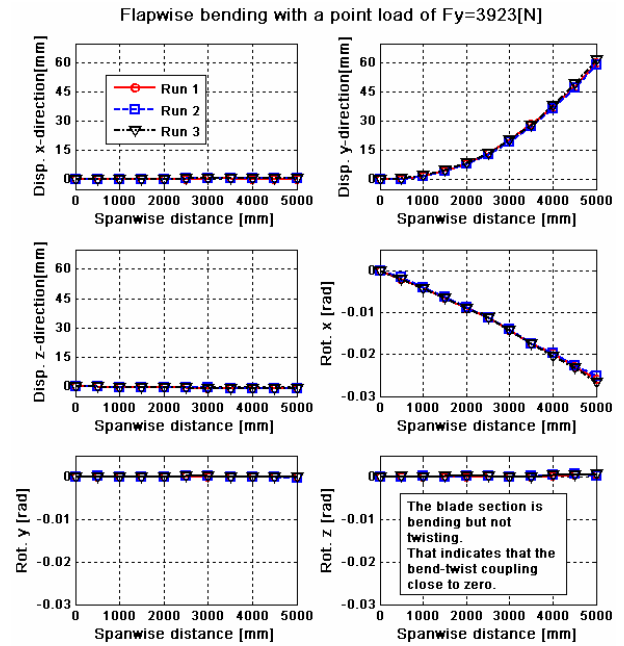 Flapwise bending with a point load of Fy=3923[N]
Disp. x-direction[mm]
60
45
30
15
0
Run 1
Run 2
Run 3
0 1000 2000 3000 4000 5000
Spanwise distance [mm]
Disp. y-direction[mm]
60
45
30
15
0
0 1000 2000 3000 4000 5000
Spanwise distance [mm]
Disp. z-direction[mm]
60
45
30
15
0
0 1000 2000 3000 4000 5000
Spanwise distance [mm]
Rot. x [rad]
0
-0.01
-0.02
-0.03
0 1000 2000 3000 4000 5000
Spanwise distance [mm]
Rot. y [rad]
0
-0.01
-0.02
-0.03
0 1000 2000 3000 4000 5000
Spanwise distance [mm]
Rot. z [rad]
0
-0.01
-0.02
-0.03
The blade section is
bending but not
twisting.
That indicates that the
bend-twist coupling
close to zero.
0 1000 2000 3000 4000 5000
Spanwise distance [mm]